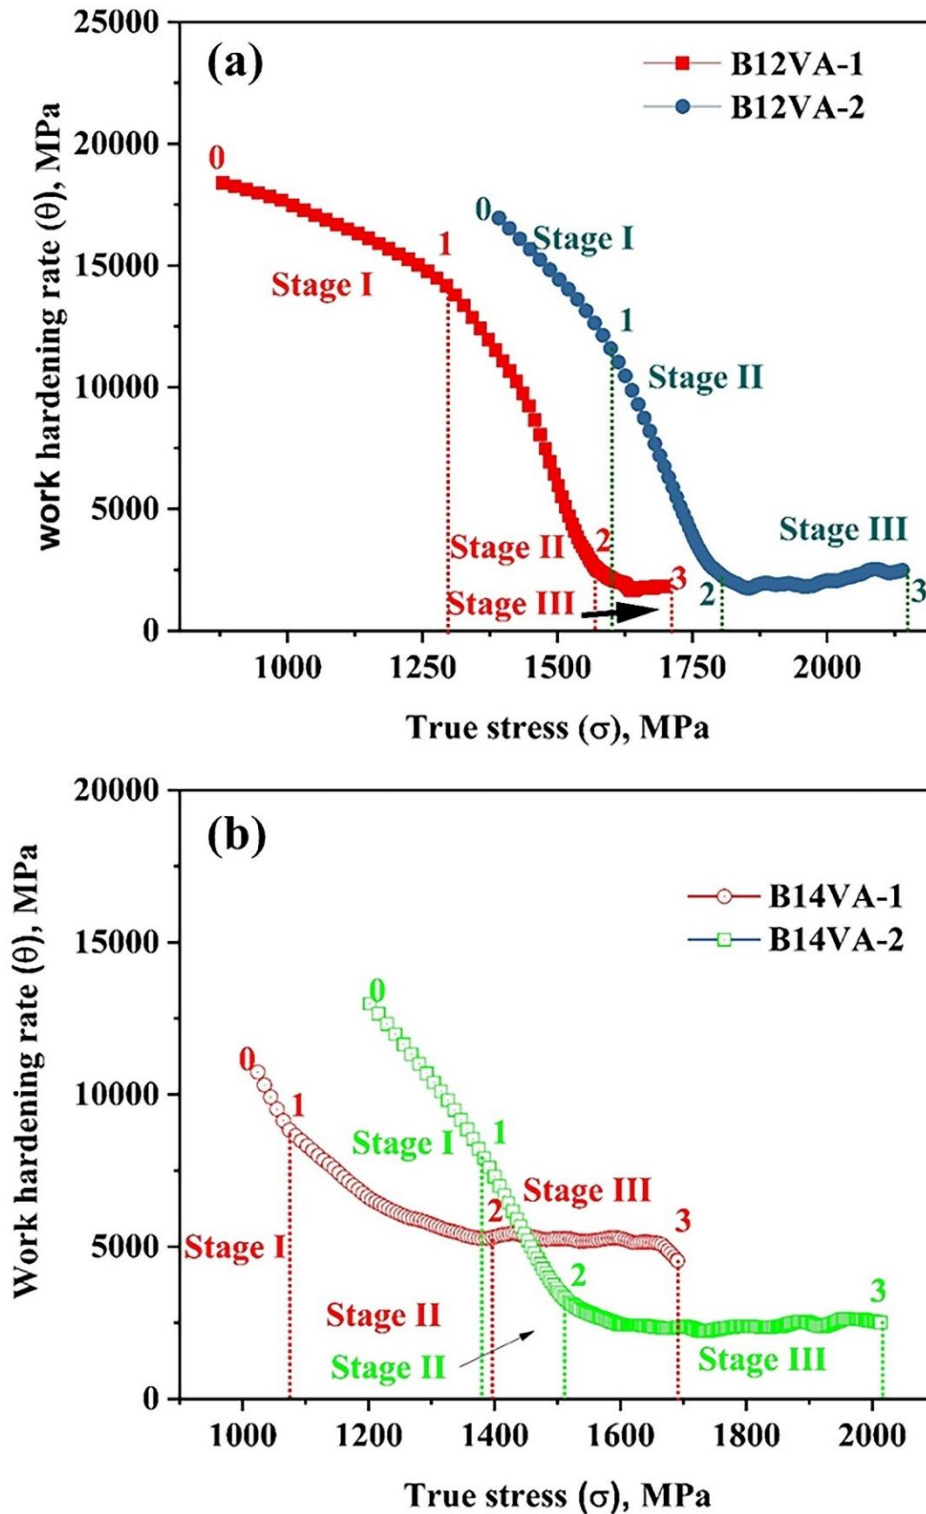 (a)
B12VA-1
B12VA-2
25000
20000
15000
10000
5000
0
work hardening rate (θ), MPa
0
1
Stage I
Stage II
2
Stage III
3
0
Stage I
1
Stage II
2
Stage III
3
1000
1250
1500
1750
2000
True stress (σ), MPa
(b)
B14VA-1
B14VA-2
20000
15000
10000
5000
0
Work hardening rate (θ), MPa
0
1
Stage I
Stage II
2
Stage III
3
0
Stage I
1
Stage II
2
Stage III
3
1000
1200
1400
1600
1800
2000
True stress (σ), MPa